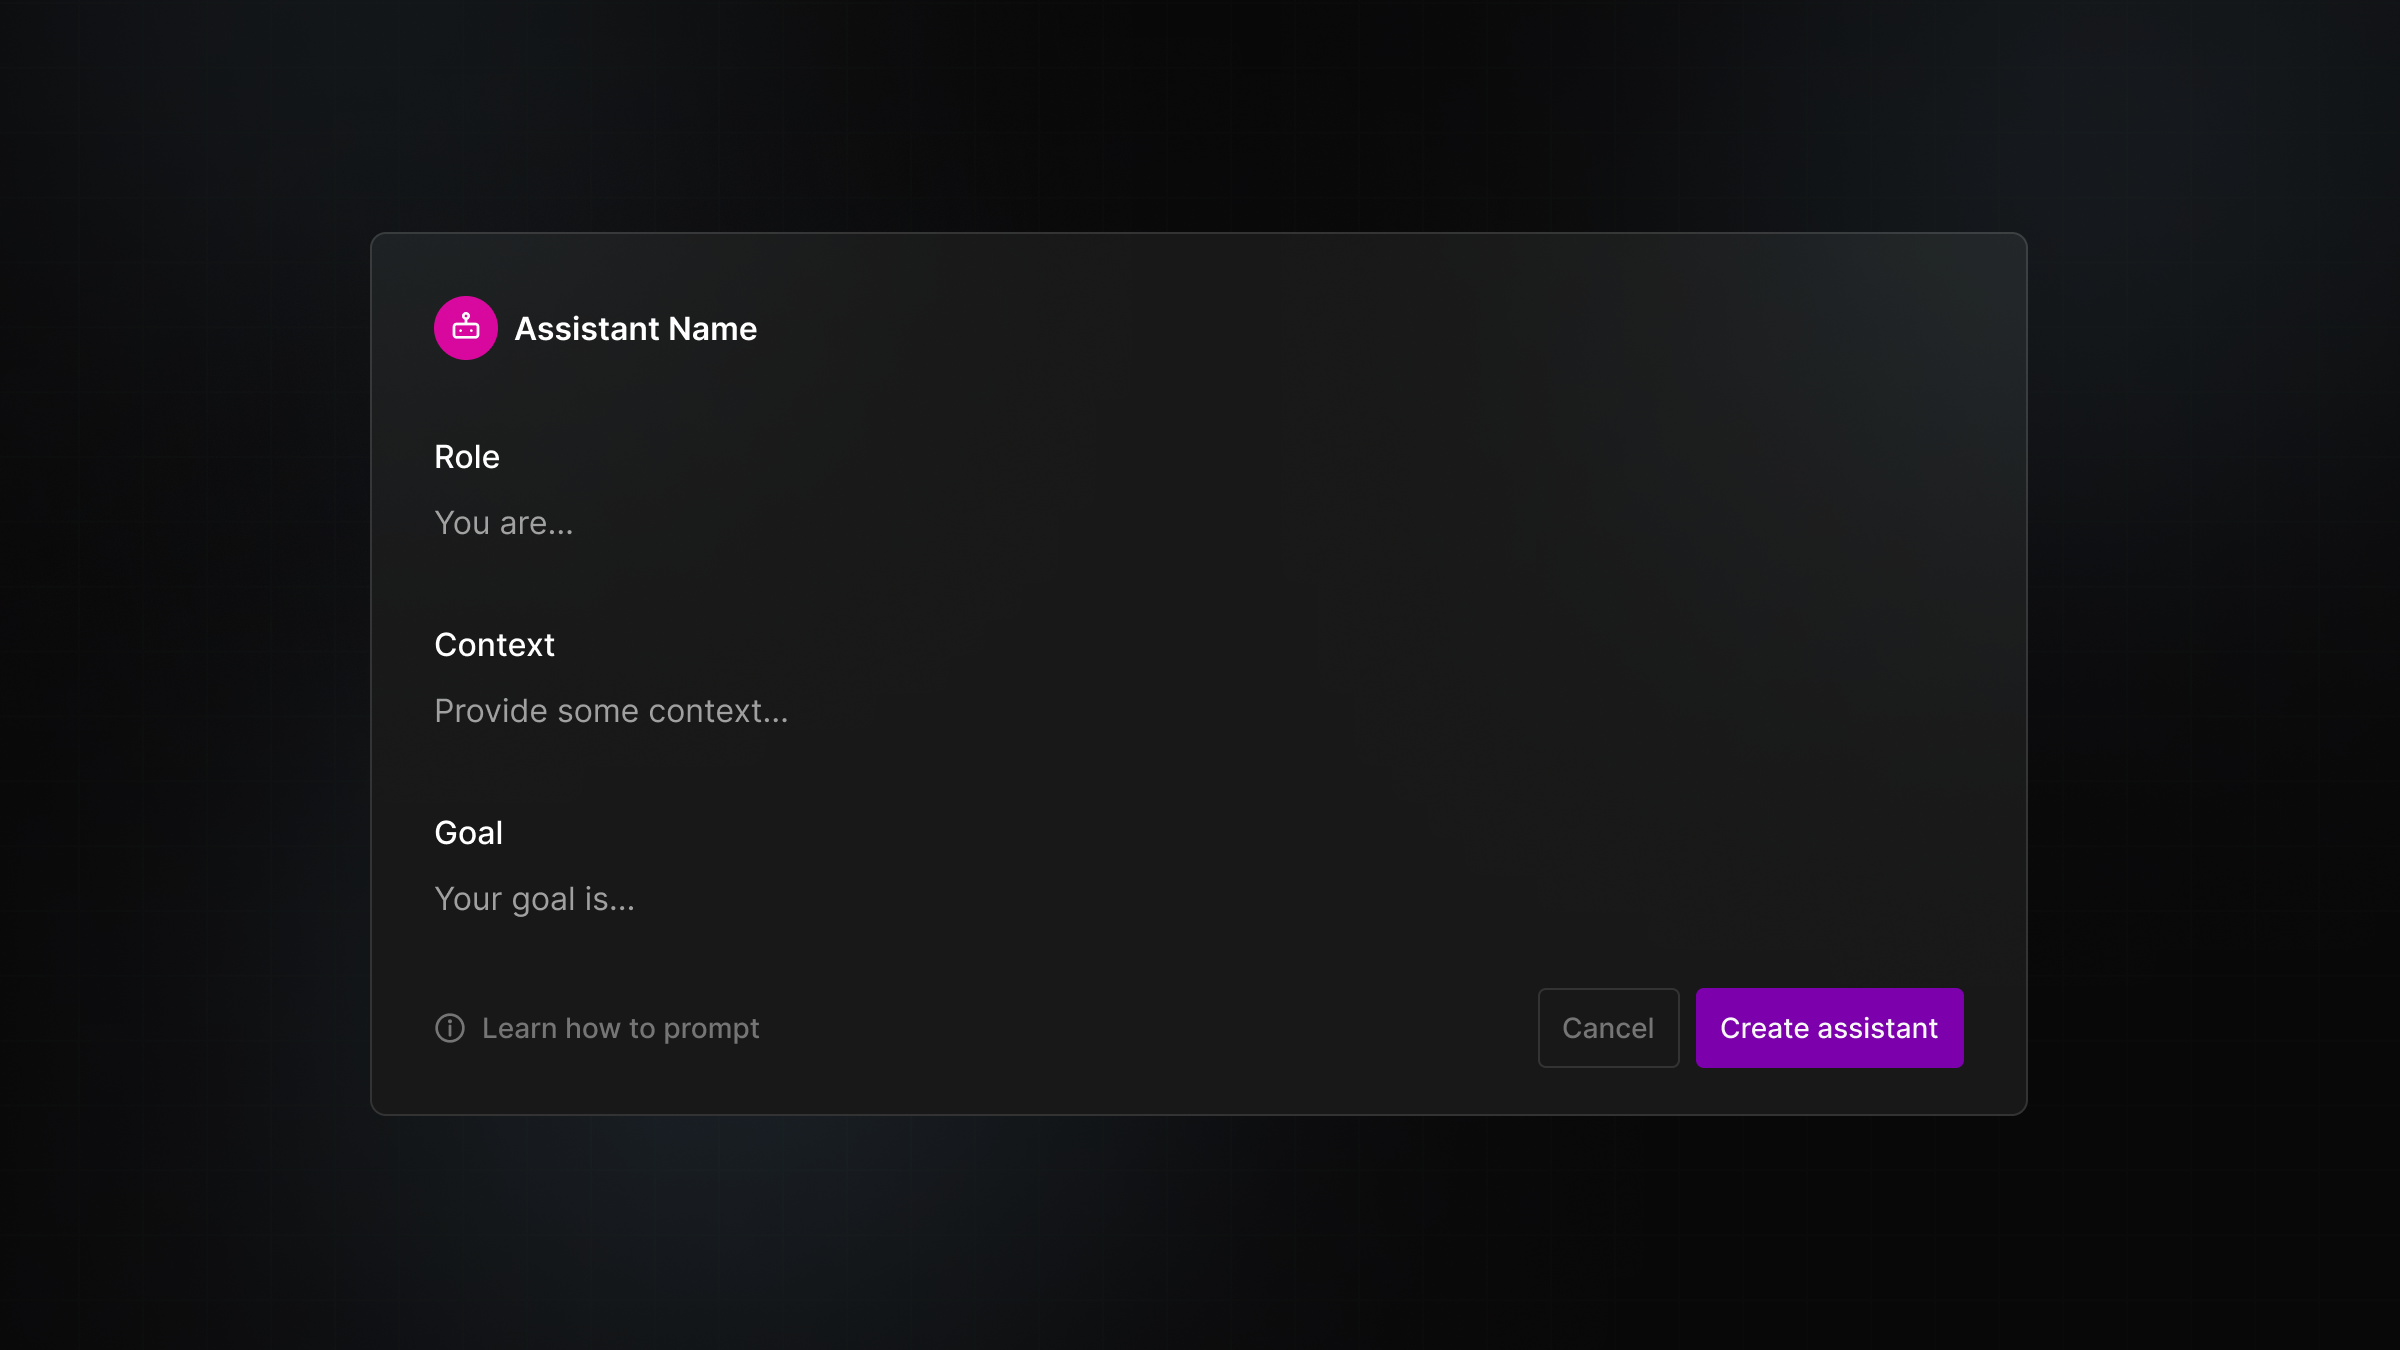 Assistant Name
Role
You are...
Context
Provide some context...
Goal
Your goal is...
Learn how to prompt
Cancel
Create assistant